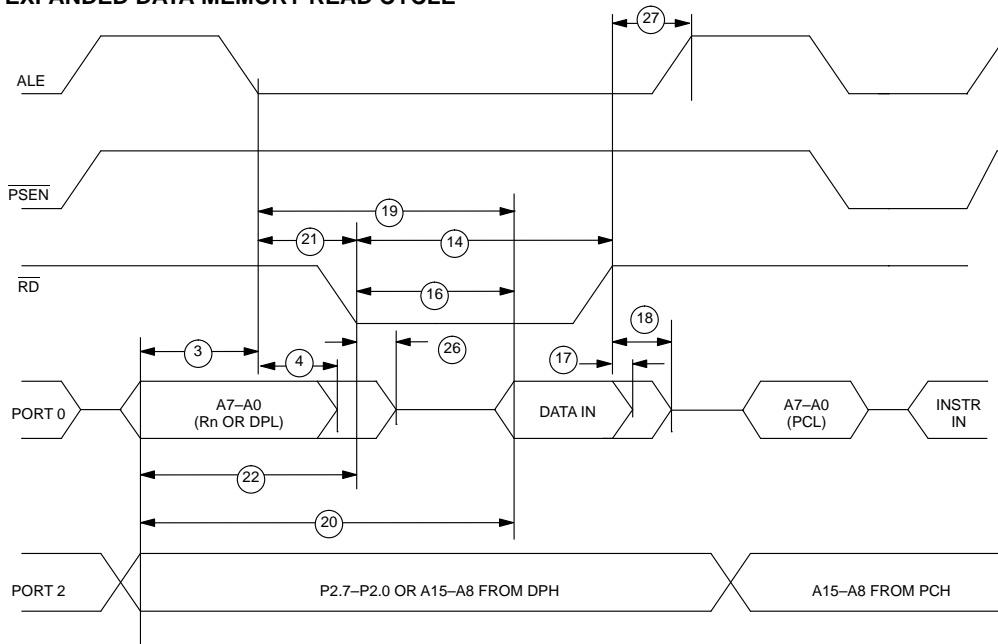 EXPANDED DATA MEMORY READ CYCLE
27
ALE
PSEN
19
21
14
RD
16
18
3
4
26
17
PORT 0
A7–A0
(Rn OR DPL)
DATA IN
A7–A0
(PCL)
INSTR
IN
22
20
PORT 2
P2.7–P2.0 OR A15–A8 FROM DPH
A15–A8 FROM PCH